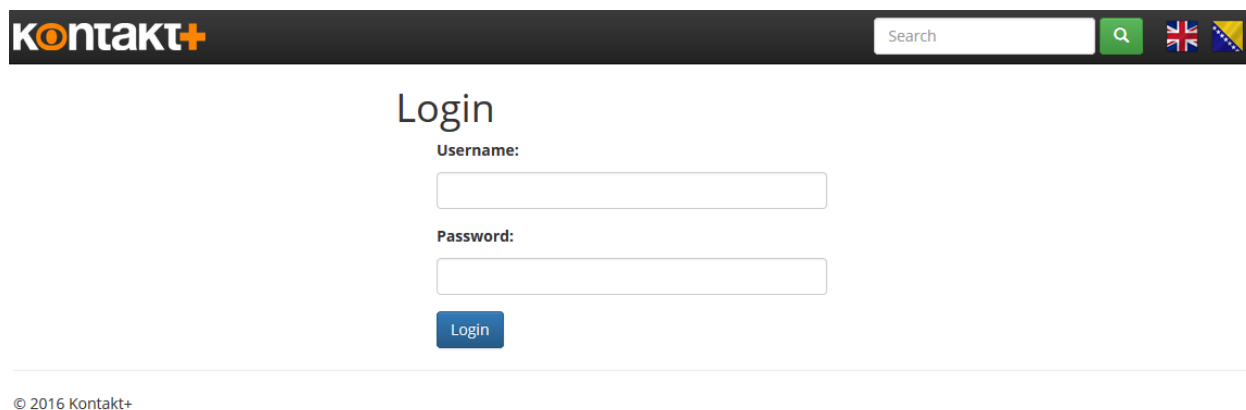 Kontakt+
Search
Login
Username:
Password:
Login
© 2016 Kontakt+